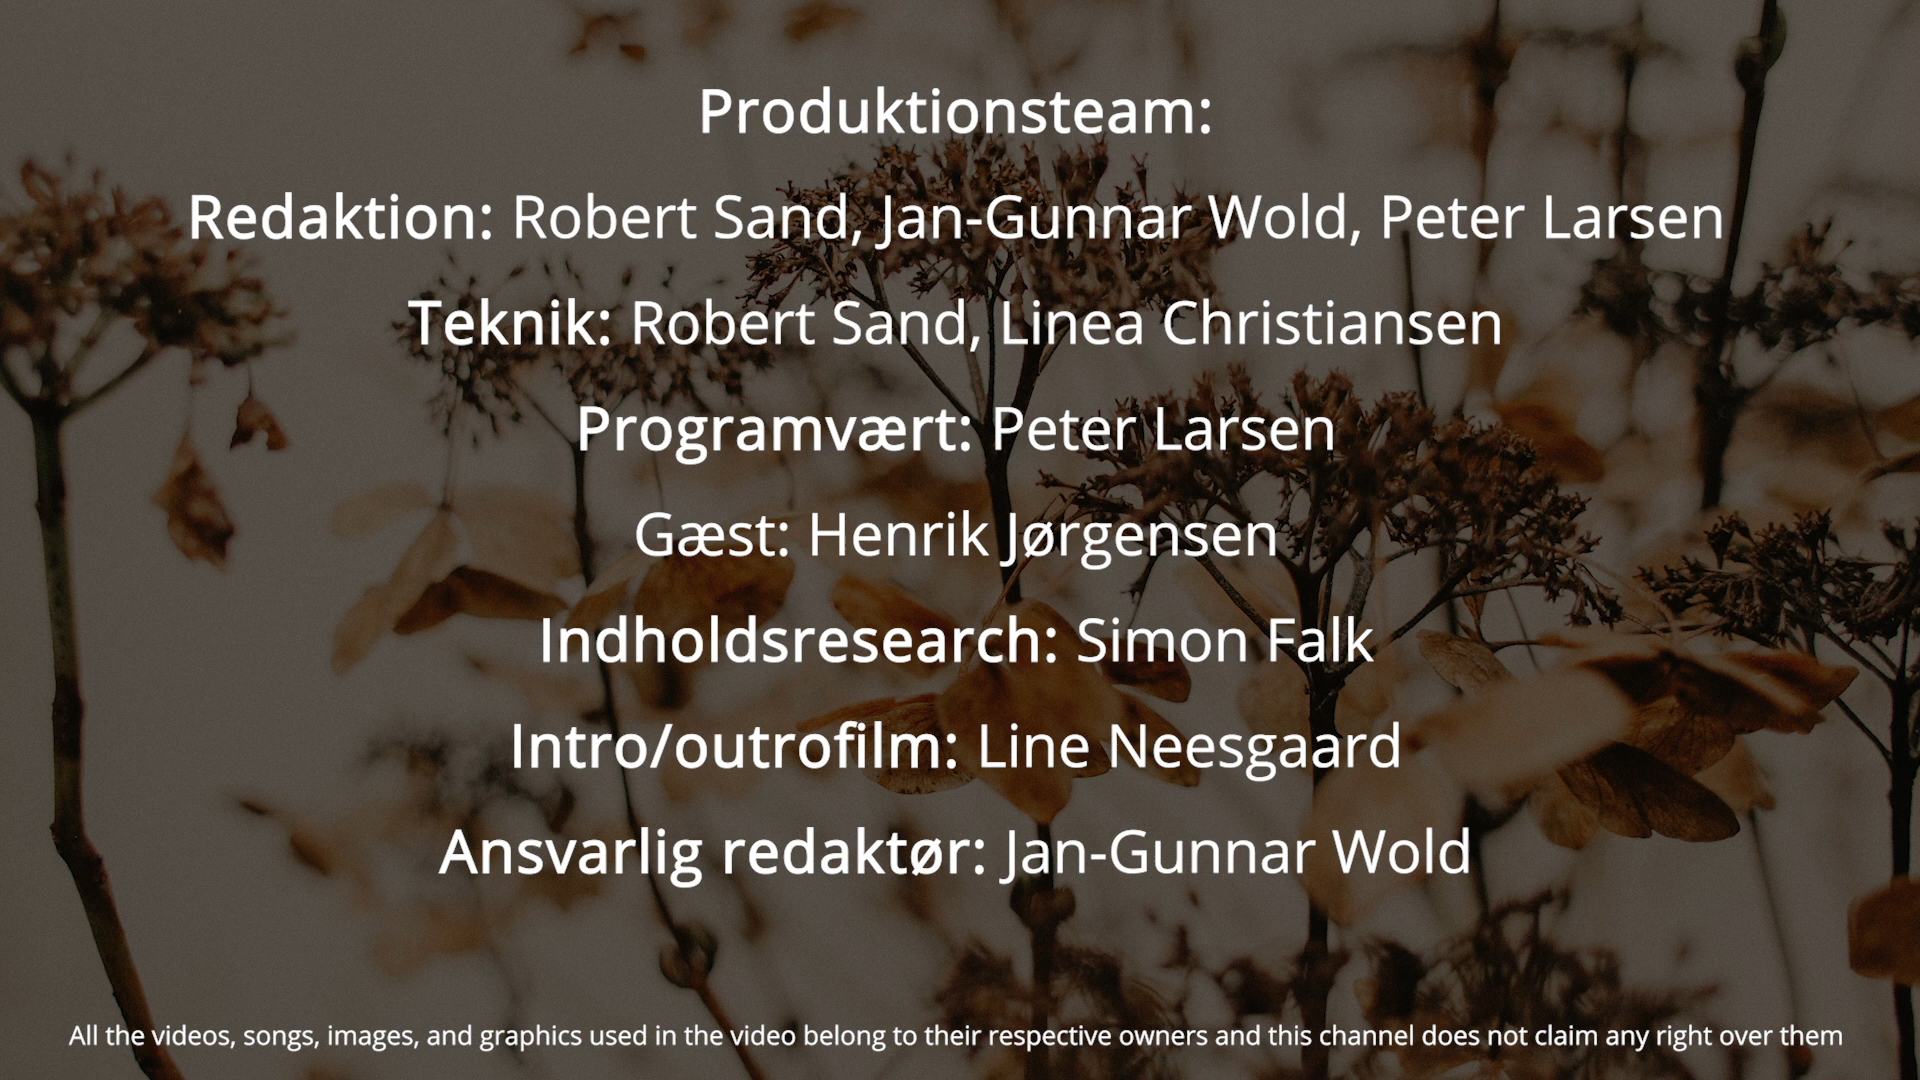 Produktionsteam:
Redaktion: Robert Sand, Jan-Gunnar Wold, Peter Larsen
Teknik: Robert Sand, Linea Christiansen
Programvært: Peter Larsen
Gæst: Henrik Jørgensen
Indholdsresearch: Simon Falk
Intro/outrofilm: Line Neesgaard
Ansvarlig redaktør: Jan-Gunnar Wold
All the videos, songs, images, and graphics used in the video belong to their respective owners and this channel does not claim any right over them